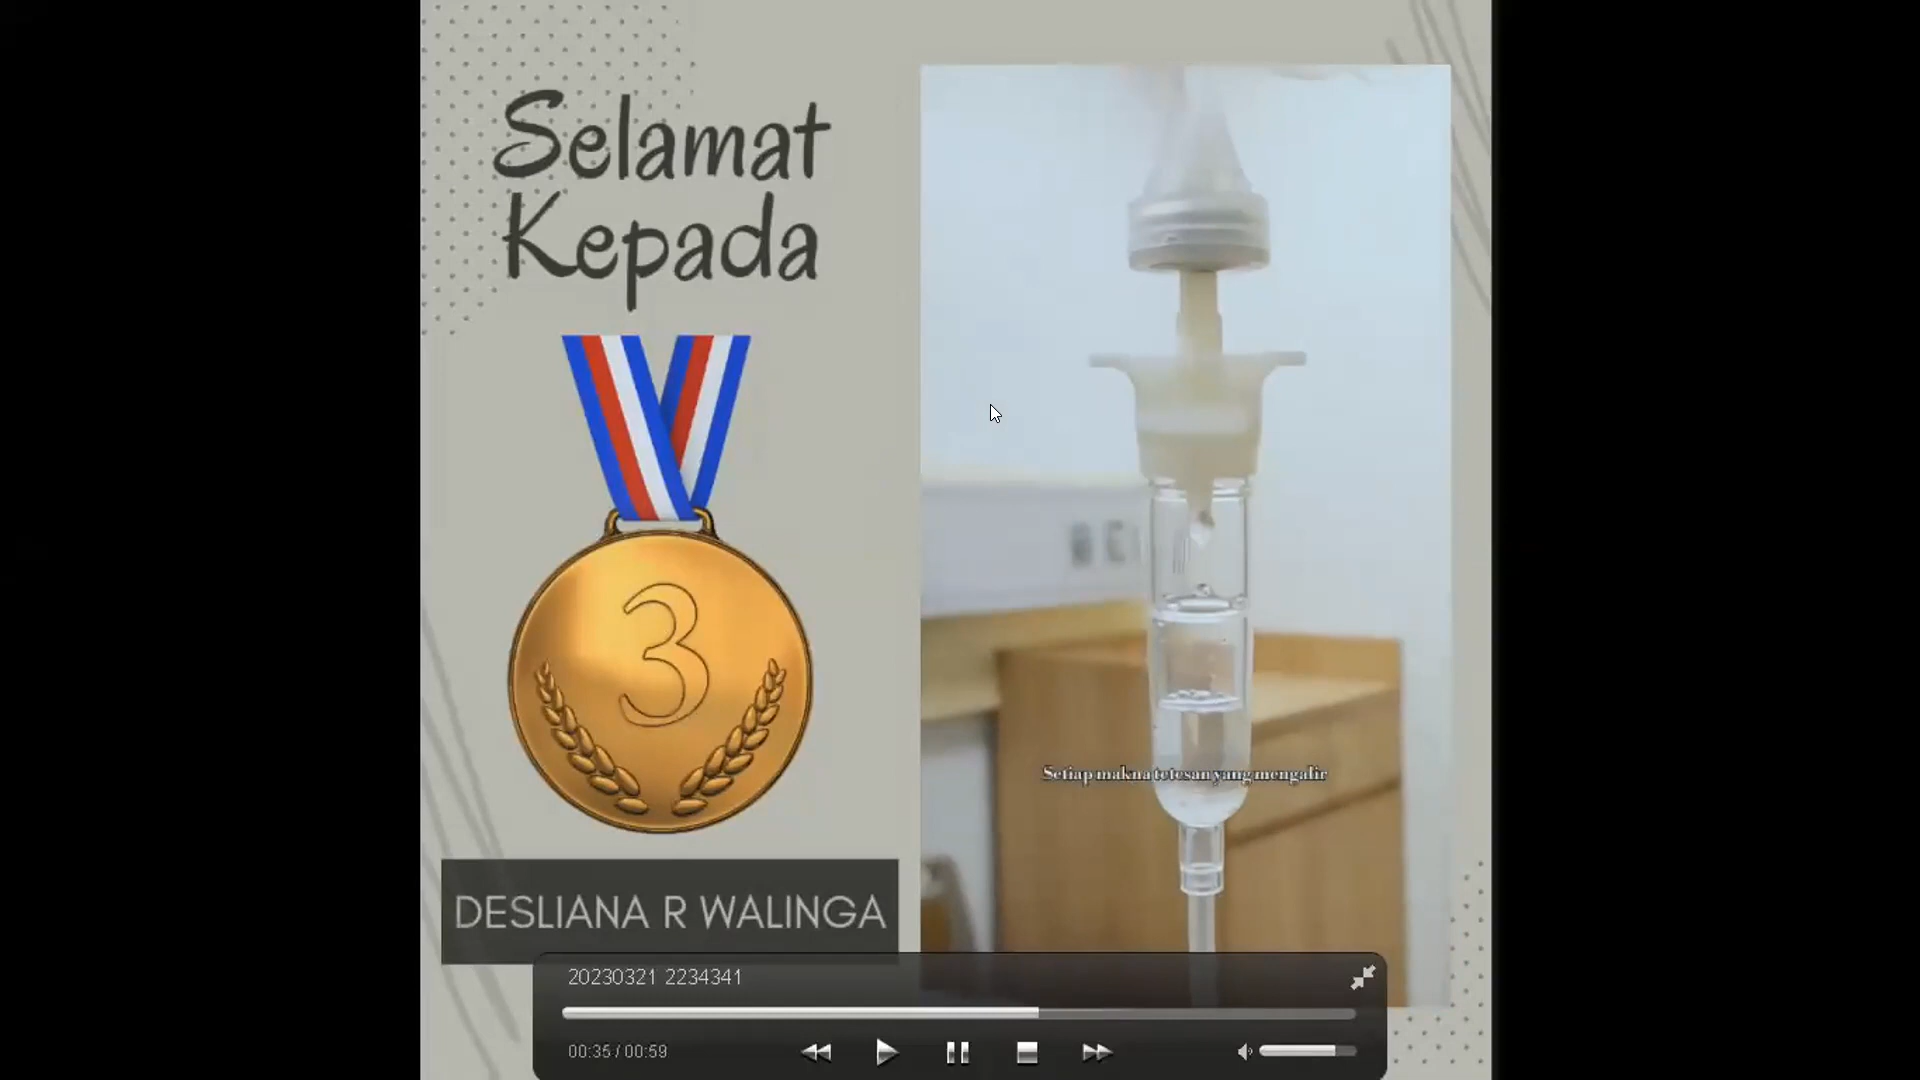 Selamat
Kepada
3
DESLIANA R WALINGA
Setiap makna tetesan yang mengalir
20230321 2234341
00:35 / 00:59